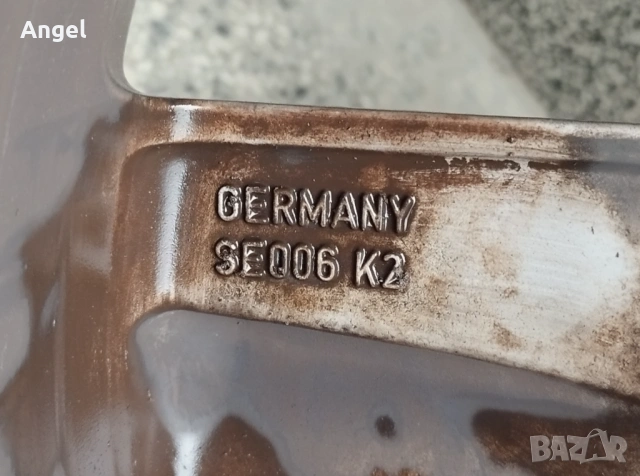 Angel
GERMANY
SE006 K2
BAZAR